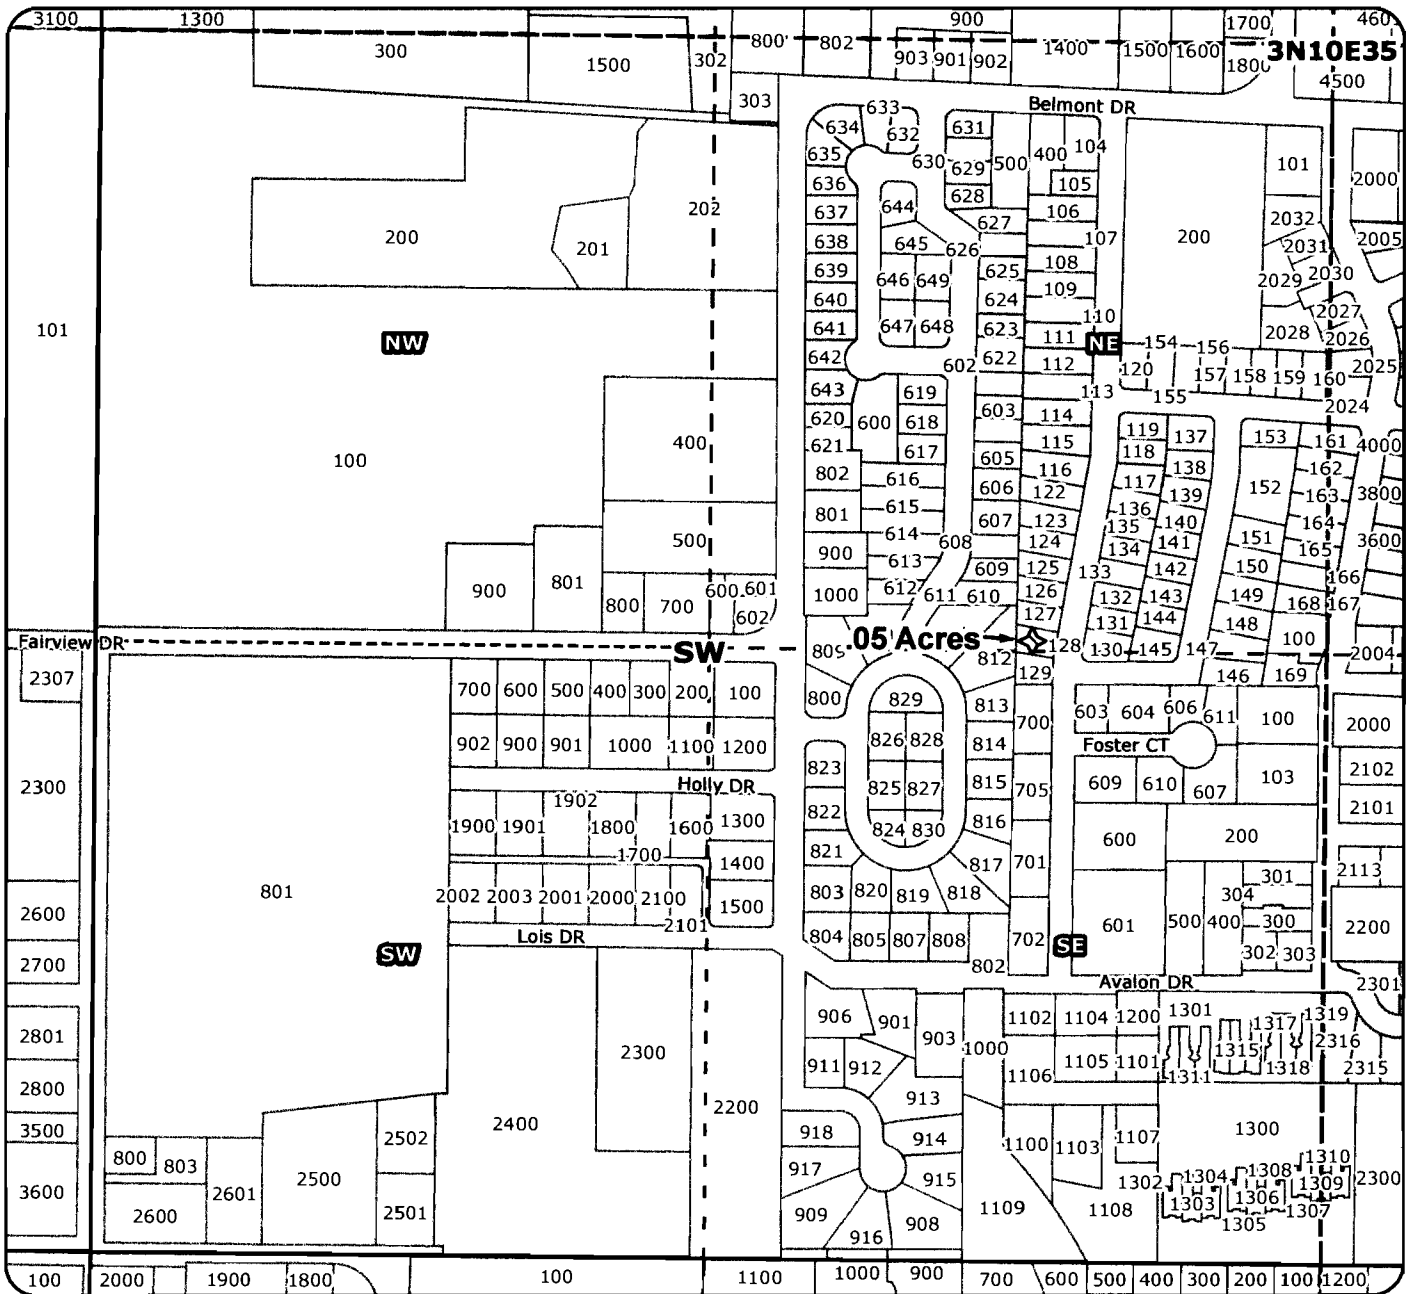 3100 1300 900 1700 4601
300 1500 302 800 802 903 901 902 1400 1500 1600 1800 3N10E35
4500
303 Belmont DR
633
634 632 631 104
635 630 629 500 400 101
636 628 105 2000
637 644 627 106 2032
200 201 202 638 645 626 107 200 2031 2005
639 646 649 625 108 2030
640 624 109 2029
101 641 647 648 623 110 2027
NW 642 622 111 NE 154 156 2028 2026
602 112 120 157 158 159 160 2025
643 619 113 155 2024
620 600 618 603 114 119 137 153 161 4000
621 617 605 115 118 138 162
100 400 802 616 606 116 117 139 152 163 3800
801 615 607 122 136 140 164
500 614 608 123 135 141 151 165 3600
900 613 609 124 134 142 150 166
900 801 800 700 600 601 1000 612 611 610 125 133 143 149 168 167
602 126 132 144 148
127 131 100
Fairview DR SW .05 Acres 128 130 145 147 2004
2307 809 812 129 146 169
700 600 500 400 300 200 100 800 829 813 700 603 604 606 611 100 2000
902 900 901 1000 1100 1200 826 828 814 Foster CT
2300 Holly DR 823 825 827 815 705 609 610 607 103 2102
1902 822 824 830 816 2101
1900 1901 1800 1600 1300 821 817 701 600 200
1700 1400 2113
801 2002 2003 2001 2000 2100 1500 803 820 819 818 301
2600 2101 304
Lois DR 804 805 807 808 702 601 500 400 300 2200
2700 SW 802 SE 302 303
Avalon DR 2301
906 901 903 1102 1104 1200 1301 1317 1319
2801 2300 1000 1315 2316
911 912 1106 1105 1101 1311 1318 2315
2800 913
3500 2502 2400 2200 918 914 1100 1103 1107 1300
800 803 917 915 1302 1304 1308 1310
3600 2601 2500 1109 1303 1306 1309 2300
2600 2501 909 908 1108 1305 1307
916
100 2000 1900 1800 100 1100 1000 900 700 600 500 400 300 200 100 1200